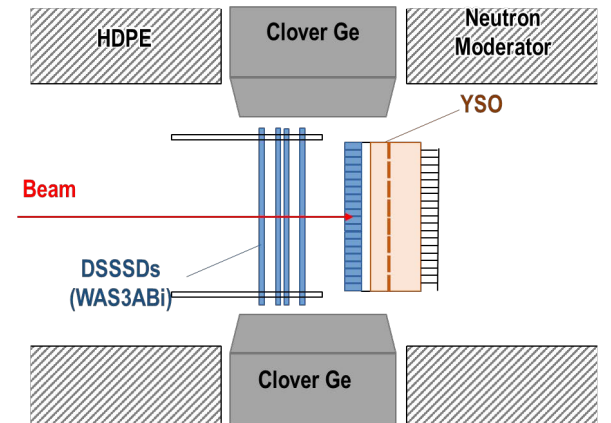 HDPE
Clover Ge
Neutron
Moderator
YSO
Beam
DSSSDs
(WAS3ABi)
Clover Ge